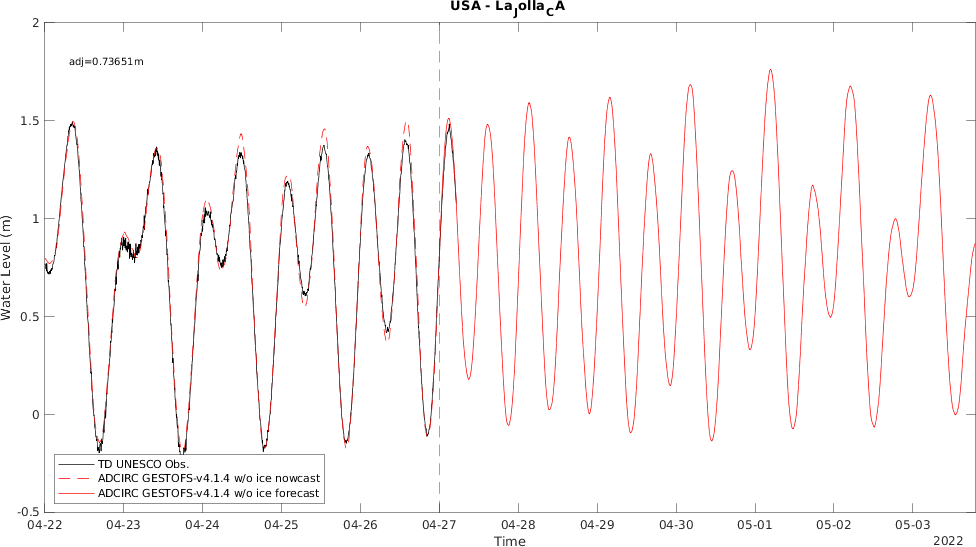 USA - LaJollaCA
adj=0.73651m
2
1.5
1
0.5
0
-0.5
Water Level (m)
TD UNESCO Obs.
ADCIRC GESTOFS-v4.1.4 w/o ice nowcast
ADCIRC GESTOFS-v4.1.4 w/o ice forecast
04-22 04-23 04-24 04-25 04-26 04-27 04-28 04-29 04-30 05-01 05-02 05-03
Time
2022